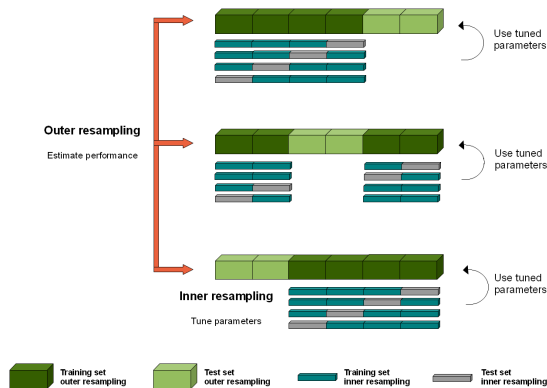 Use tuned
parameters
Outer resampling
Estimate performance
Use tuned
parameters
Use tuned
parameters
Inner resampling
Tune parameters
Training set
outer resampling
Test set
outer resampling
Training set
inner resampling
Test set
inner resampling